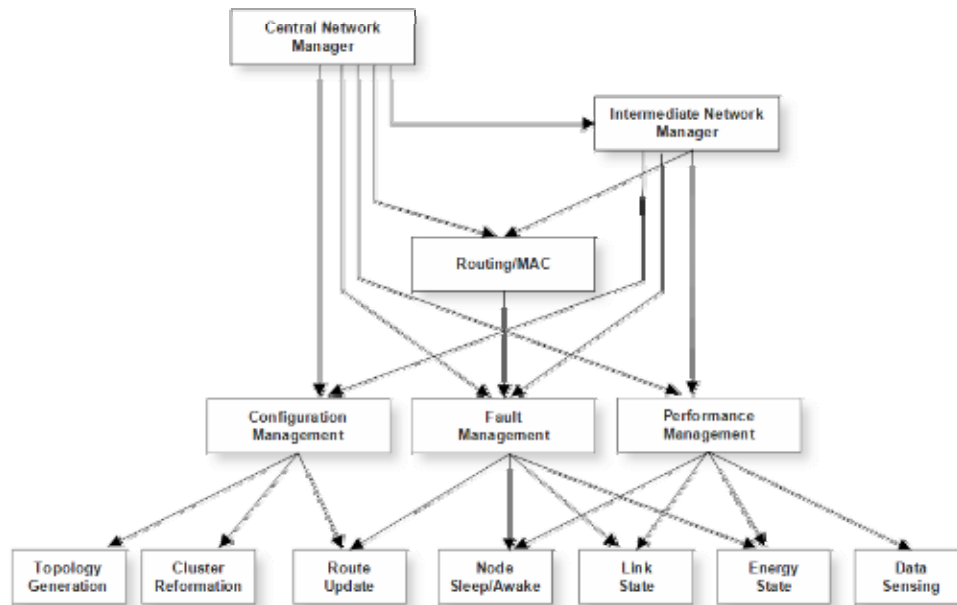 Central Network
Manager
Intermediate Network
Manager
Routing/MAC
Configuration
Management
Fault
Management
Performance
Management
Topology
Generation
Cluster
Reformation
Route
Update
Node
Sleep/Awake
Link
State
Energy
State
Data
Sensing